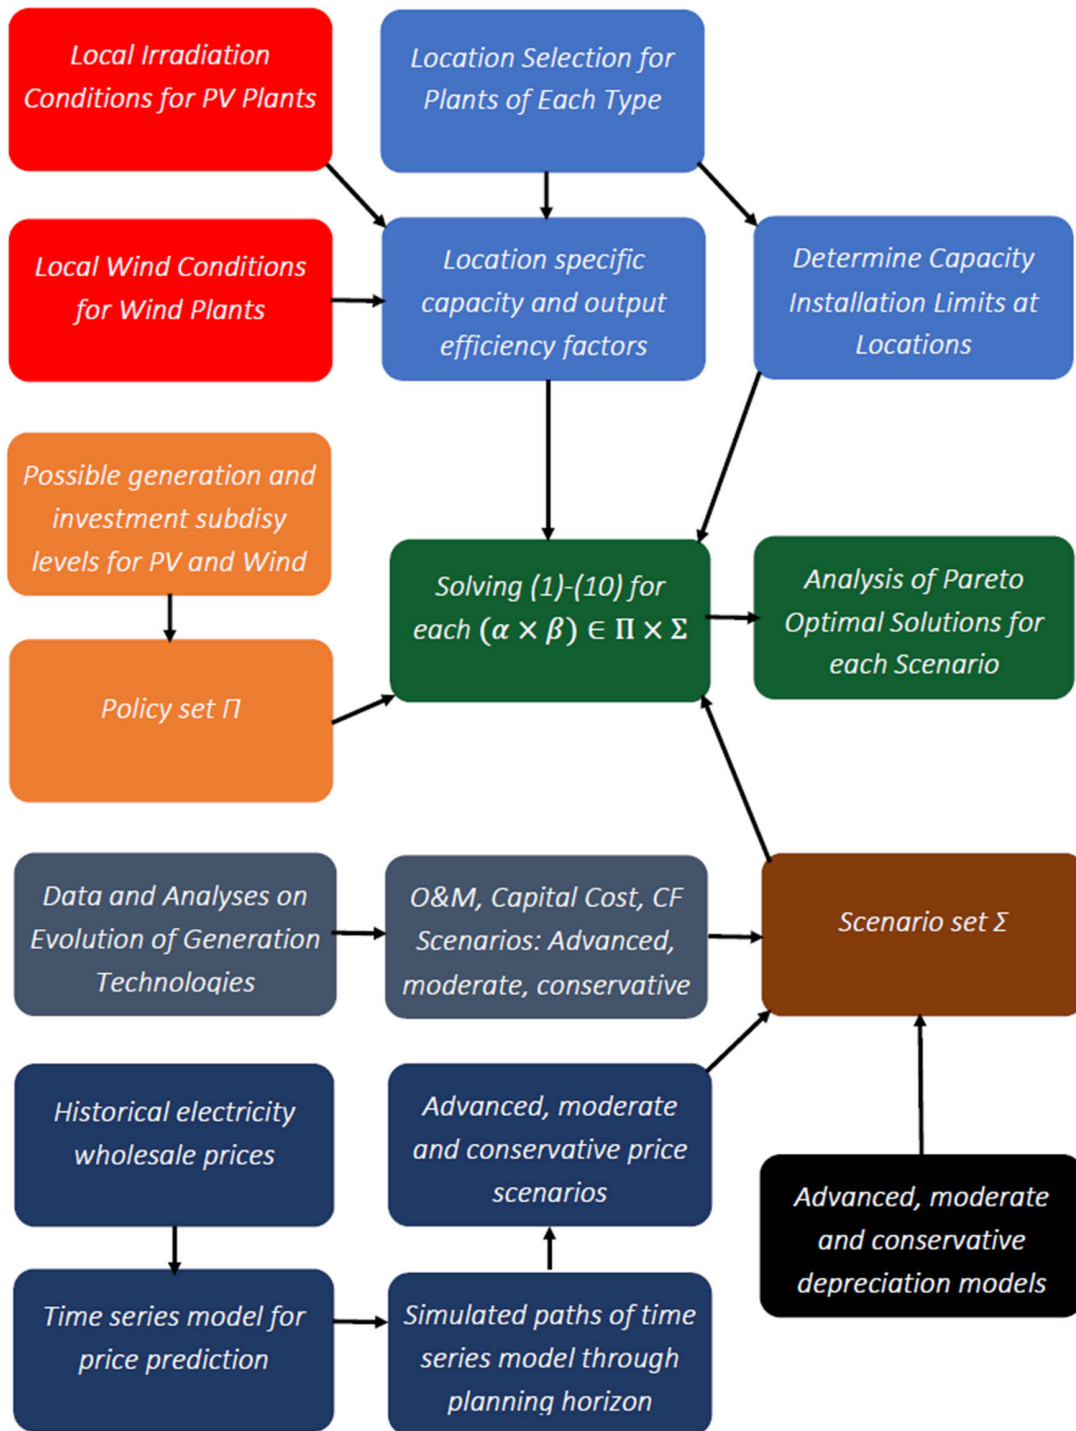 Local Irradiation
Conditions for PV Plants
Location Selection for
Plants of Each Type
Local Wind Conditions
for Wind Plants
Location specific
capacity and output
efficiency factors
Determine Capacity
Installation Limits at
Locations
Possible generation and
investment subdisy
levels for PV and Wind
Solving (1)-(10) for
each (α × β) ∈ Π × Σ
Analysis of Pareto
Optimal Solutions for
each Scenario
Policy set Π
Data and Analyses on
Evolution of Generation
Technologies
O&M, Capital Cost, CF
Scenarios: Advanced,
moderate, conservative
Scenario set Σ
Historical electricity
wholesale prices
Advanced, moderate
and conservative price
scenarios
Advanced, moderate
and conservative
depreciation models
Time series model for
price prediction
Simulated paths of time
series model through
planning horizon